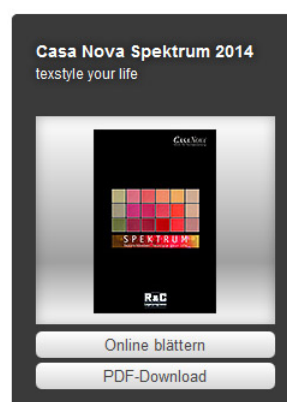 Casa Nova Spektrum 2014
texstyle your life
CASA NOVA
SPEKTRUM
R&C
Online blättern
PDF-Download